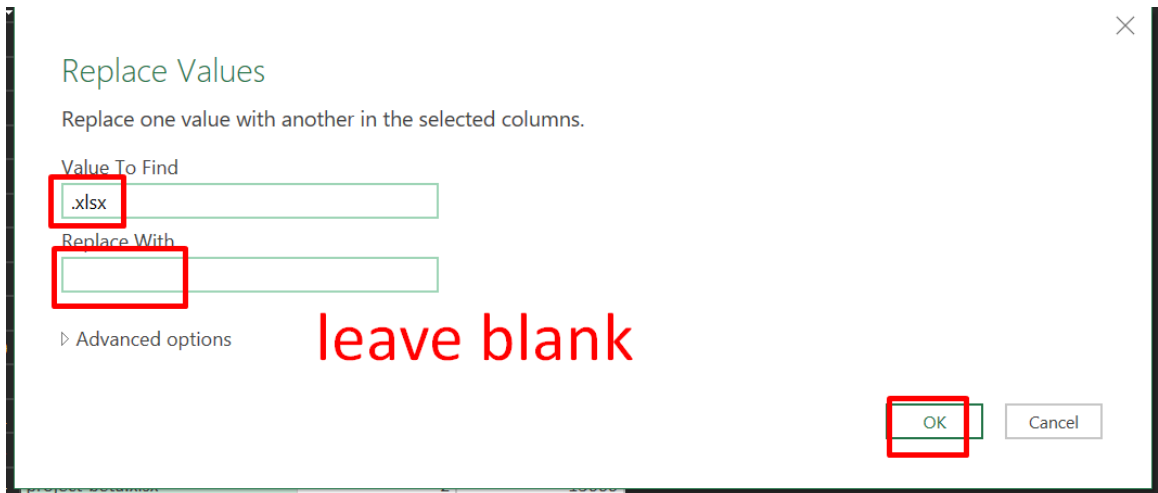 Replace Values
Replace one value with another in the selected columns.
Value To Find
.xlsx
Replace With
Advanced options
leave blank
OK
Cancel